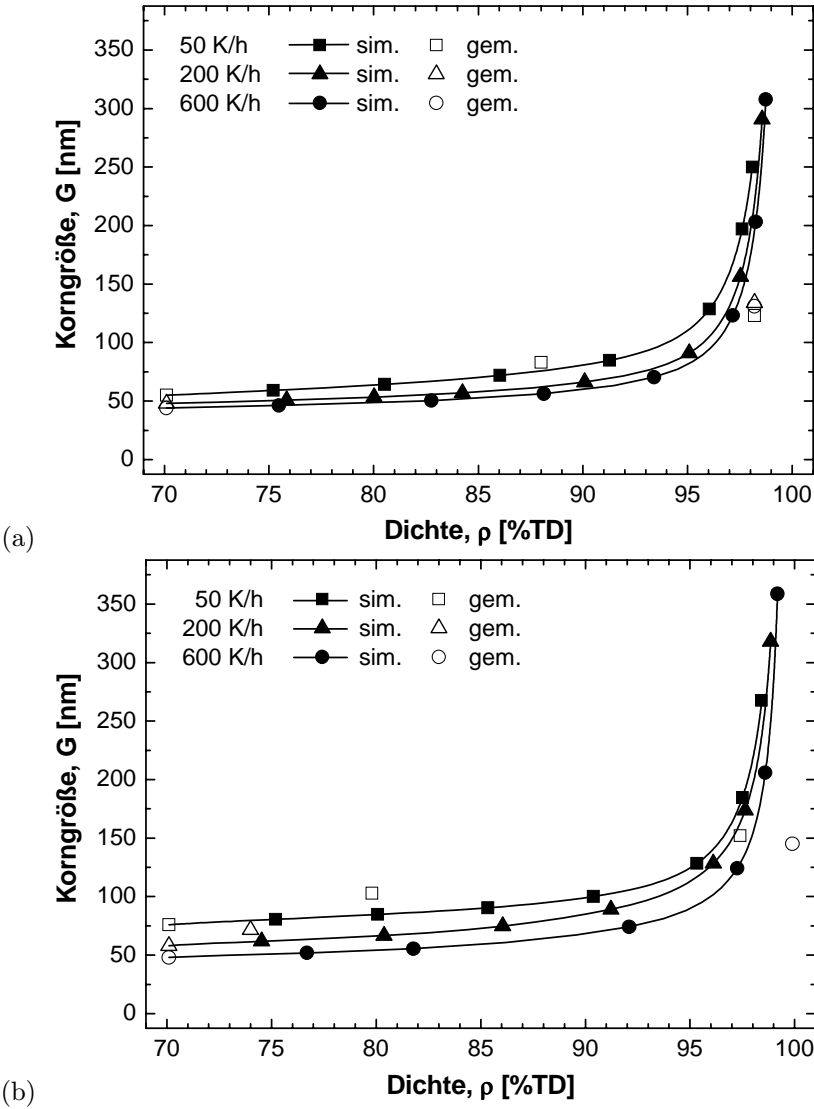 350
300
250
200
150
100
50
0
Korngröße, G [nm]
50 K/h sim. gem.
200 K/h sim. gem.
600 K/h sim. gem.
70 75 80 85 90 95 100
Dichte, ρ [%TD]
(a)
350
300
250
200
150
100
50
0
Korngröße, G [nm]
50 K/h sim. gem.
200 K/h sim. gem.
600 K/h sim. gem.
70 75 80 85 90 95 100
Dichte, ρ [%TD]
(b)